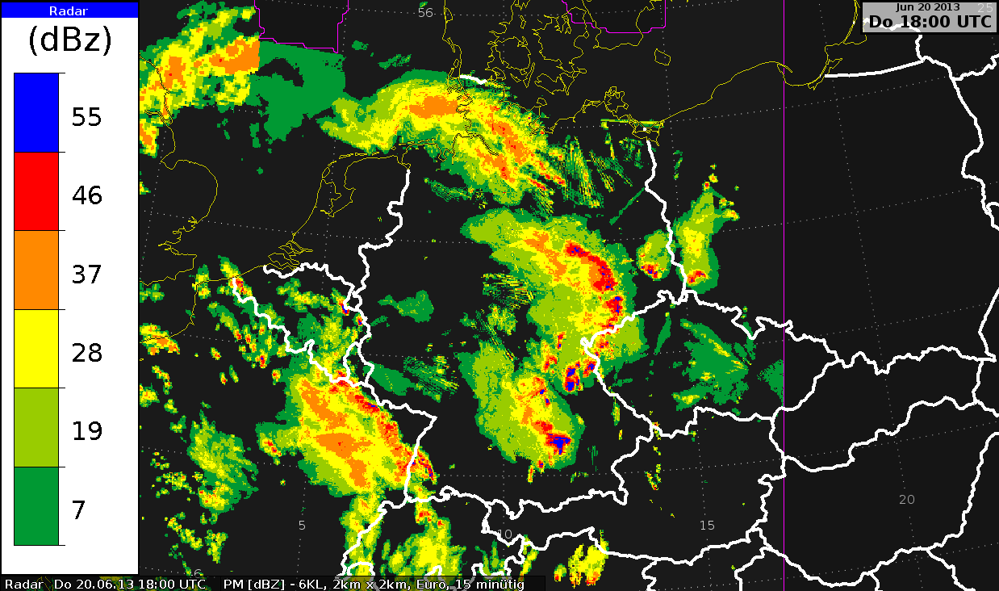 Radar
(dBz)
55
46
37
28
19
7
56
Jun 20 2013
25
Do 18:00 UTC
20
5
10
15
6
Radar Do 20.06.13 18:00 UTC PM [dBZ] - 6KL, 2km x 2km, Euro, 15 minütig